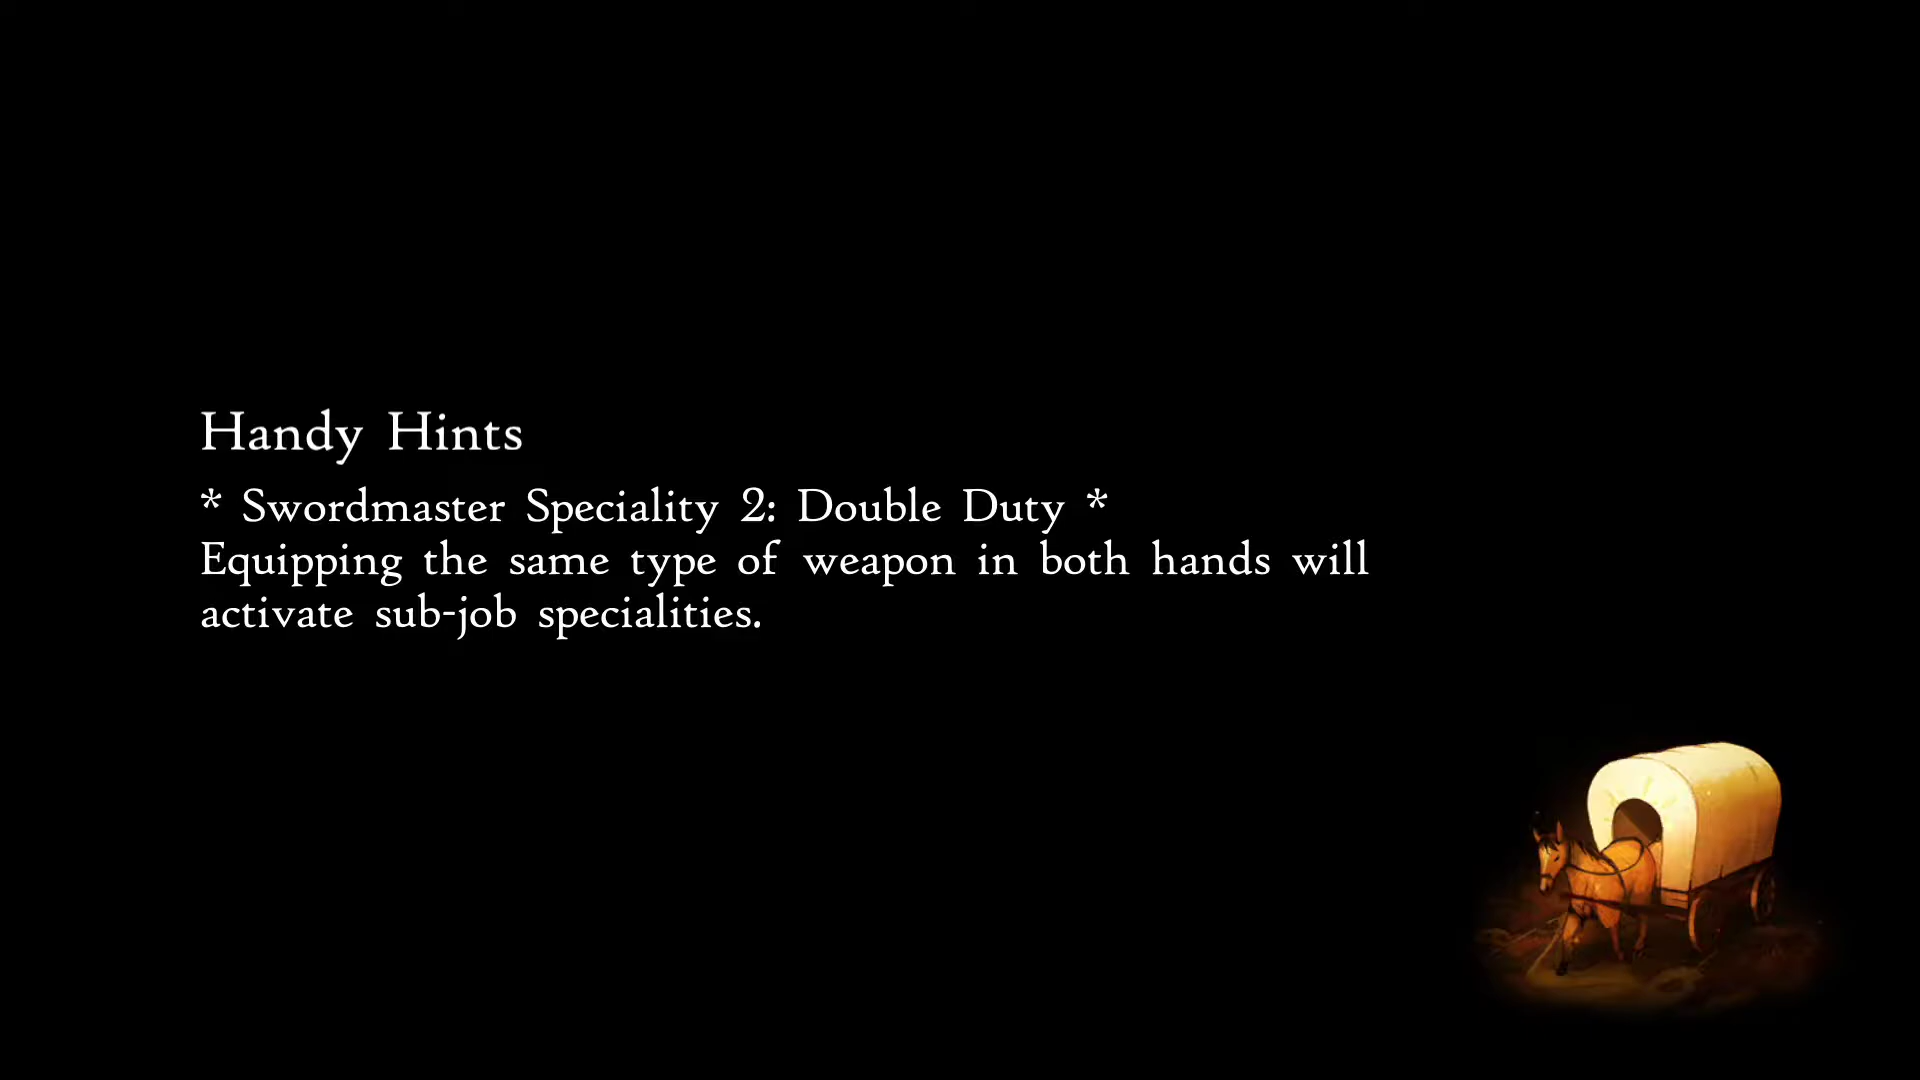 Handy Hints
* Swordmaster Speciality 2: Double Duty *
Equipping the same type of weapon in both hands will
activate sub-job specialities.